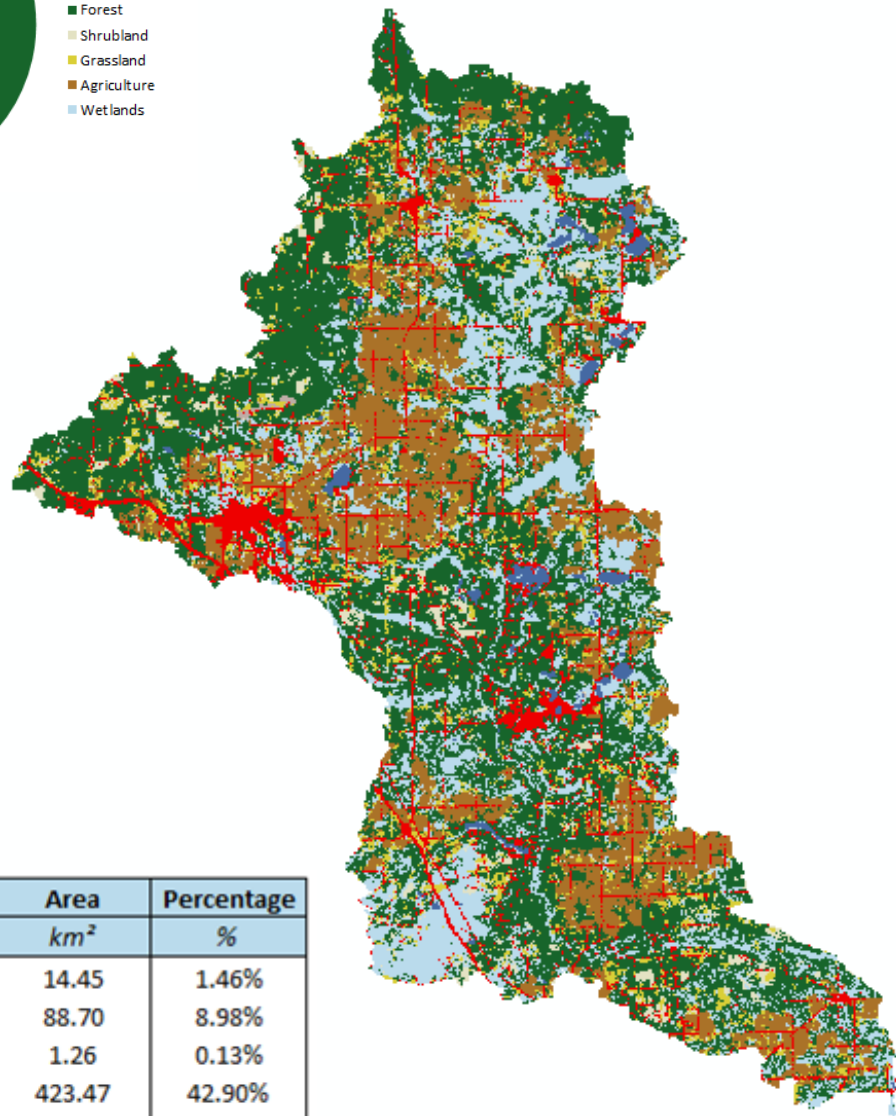 Forest
Shrubland
Grassland
Agriculture
Wetlands
Area Percentage
km² %
14.45 1.46%
88.70 8.98%
1.26 0.13%
423.47 42.90%